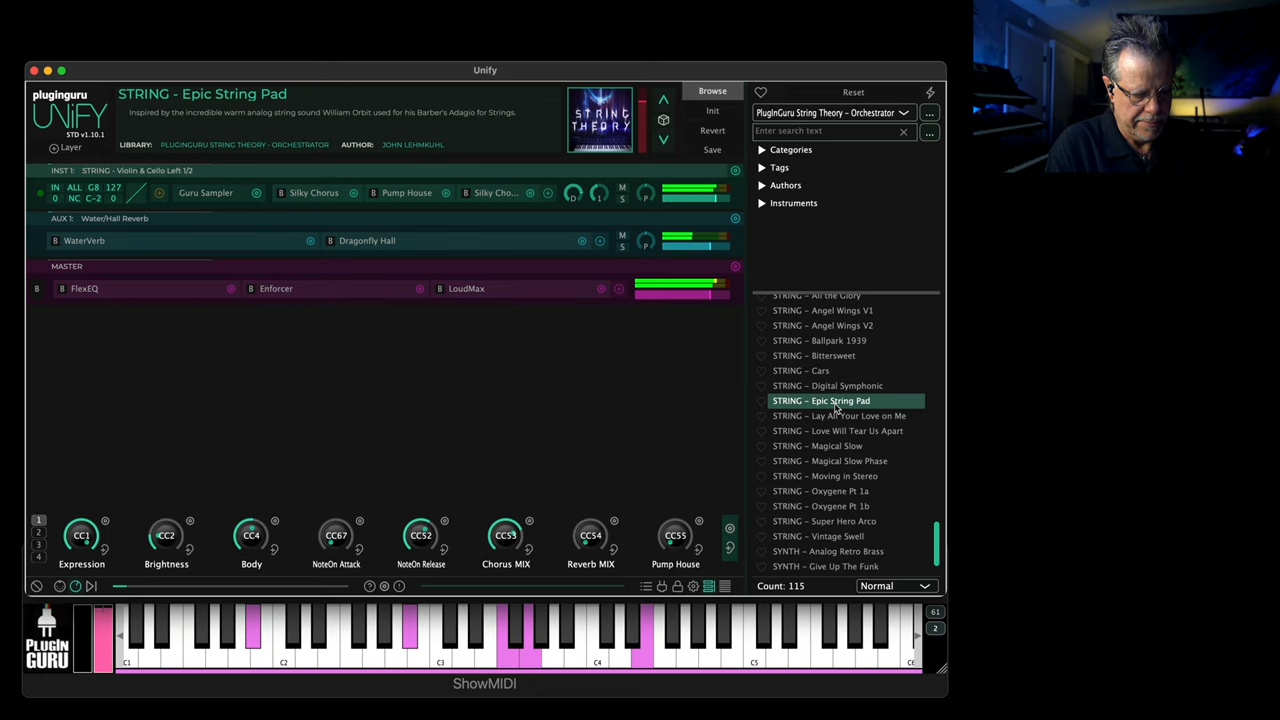 Unify
pluginguru
UNIFY
STD v1.10.1
Layer
STRING - Epic String Pad
Inspired by the incredible warm analog string sound William Orbit used for his Barber's Adagio for Strings.
LIBRARY: PLUGINGURU STRING THEORY - ORCHESTRATOR AUTHOR: JOHN LEHMKUHL
STRING
THEORY
Browse
Init
Revert
Save
Reset
PlugInGuru String Theory – Orchestrator
...
Enter search text
...
Categories
Tags
Authors
Instruments
INST 1: STRING - Violin & Cello Left 1/2
IN ALL G8 127
0 NC C-2 0
Guru Sampler
B Silky Chorus
B Pump House
B Silky Cho...
D
1
M
S
P
AUX 1: Water/Hall Reverb
B WaterVerb
B Dragonfly Hall
M
S
P
MASTER
B
B FlexEQ
B Enforcer
B LoudMax
STRING – All the Glory
STRING – Angel Wings V1
STRING – Angel Wings V2
STRING – Ballpark 1939
STRING – Bittersweet
STRING – Cars
STRING – Digital Symphonic
STRING – Epic String Pad
STRING – Lay All Your Love on Me
STRING – Love Will Tear Us Apart
STRING – Magical Slow
STRING – Magical Slow Phase
STRING – Moving in Stereo
STRING – Oxygene Pt 1a
STRING – Oxygene Pt 1b
STRING – Super Hero Arco
STRING – Vintage Swell
SYNTH – Analog Retro Brass
SYNTH – Give Up The Funk
Count: 115
Normal
1
2
3
4
CC1
CC2
CC4
CC67
CC52
CC53
CC54
CC55
Expression
Brightness
Body
NoteOn Attack
NoteOn Release
Chorus MIX
Reverb MIX
Pump House
PLUGIN
GURU
C1
C2
C3
C4
C5
C6
61
2
ShowMIDI